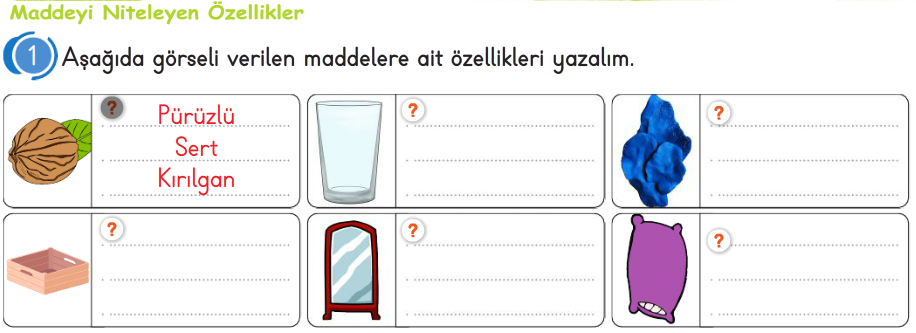 Maddeyi Niteleyen Özellikler
1 Aşağıda görseli verilen maddelere ait özellikleri yazalım.
? Pürüzlü
Sert
Kırılgan
?
?
?
?
?